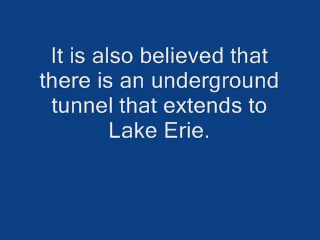 It is also believed that
there is an underground
tunnel that extends to
Lake Erie.